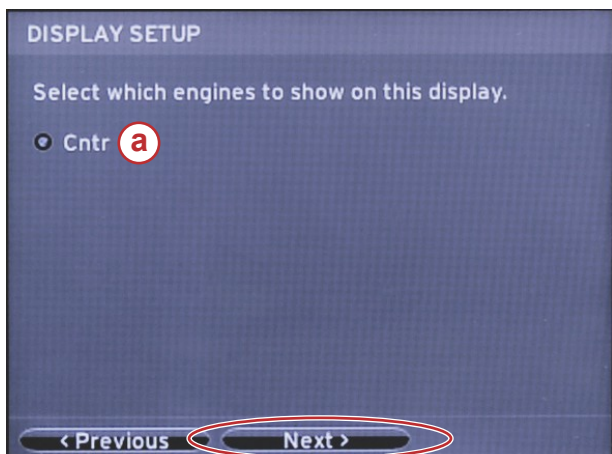 DISPLAY SETUP
Select which engines to show on this display.
Cntr a
< Previous Next >